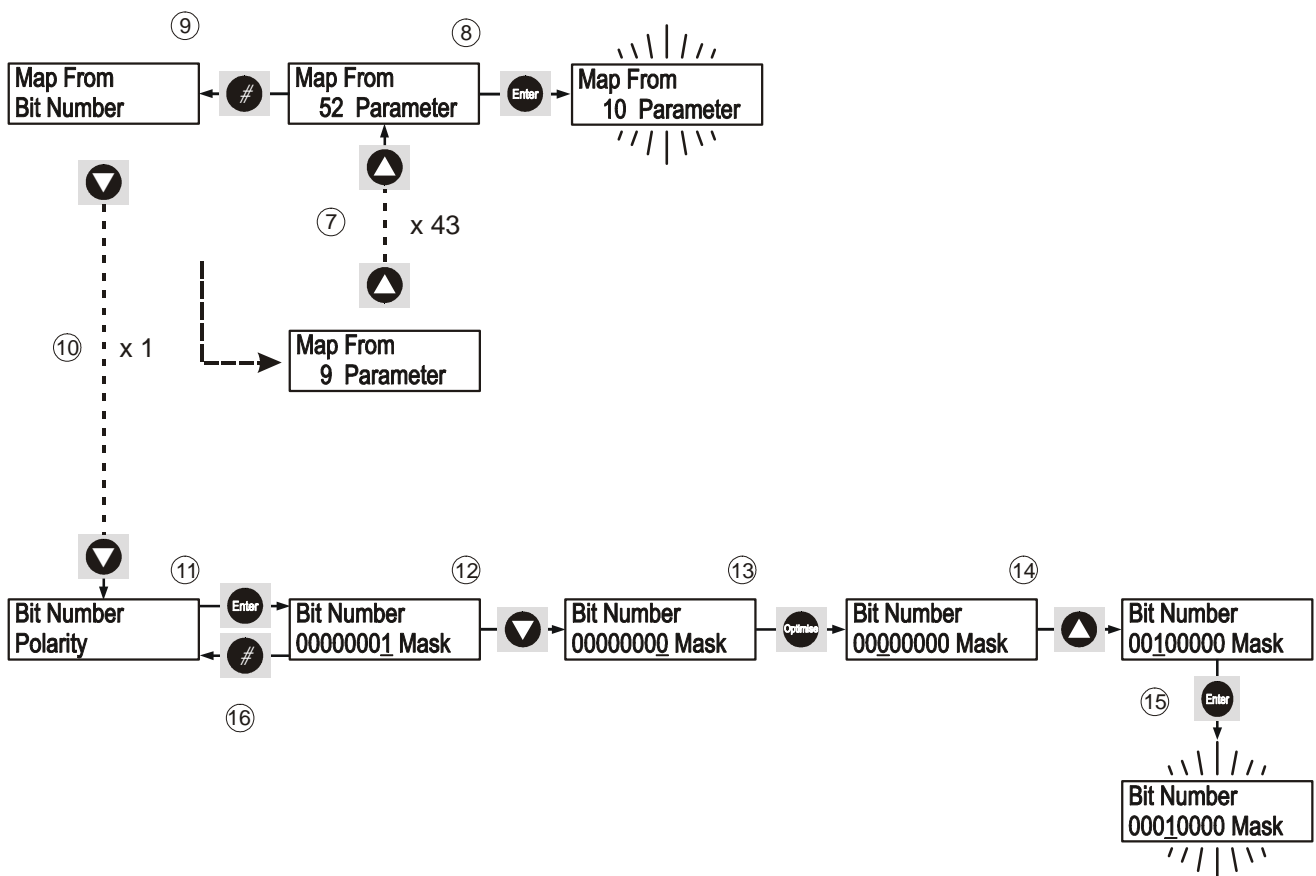 9
8
Map From
Bit Number
#
Map From
52 Parameter
Enter
Map From
10 Parameter
7
x 43
10
x 1
Map From
9 Parameter
11
12
13
14
Bit Number
Polarity
Enter
#
Bit Number
00000001 Mask
Bit Number
00000000 Mask
Optimise
Bit Number
00000000 Mask
Bit Number
00100000 Mask
16
15
Enter
Bit Number
00010000 Mask